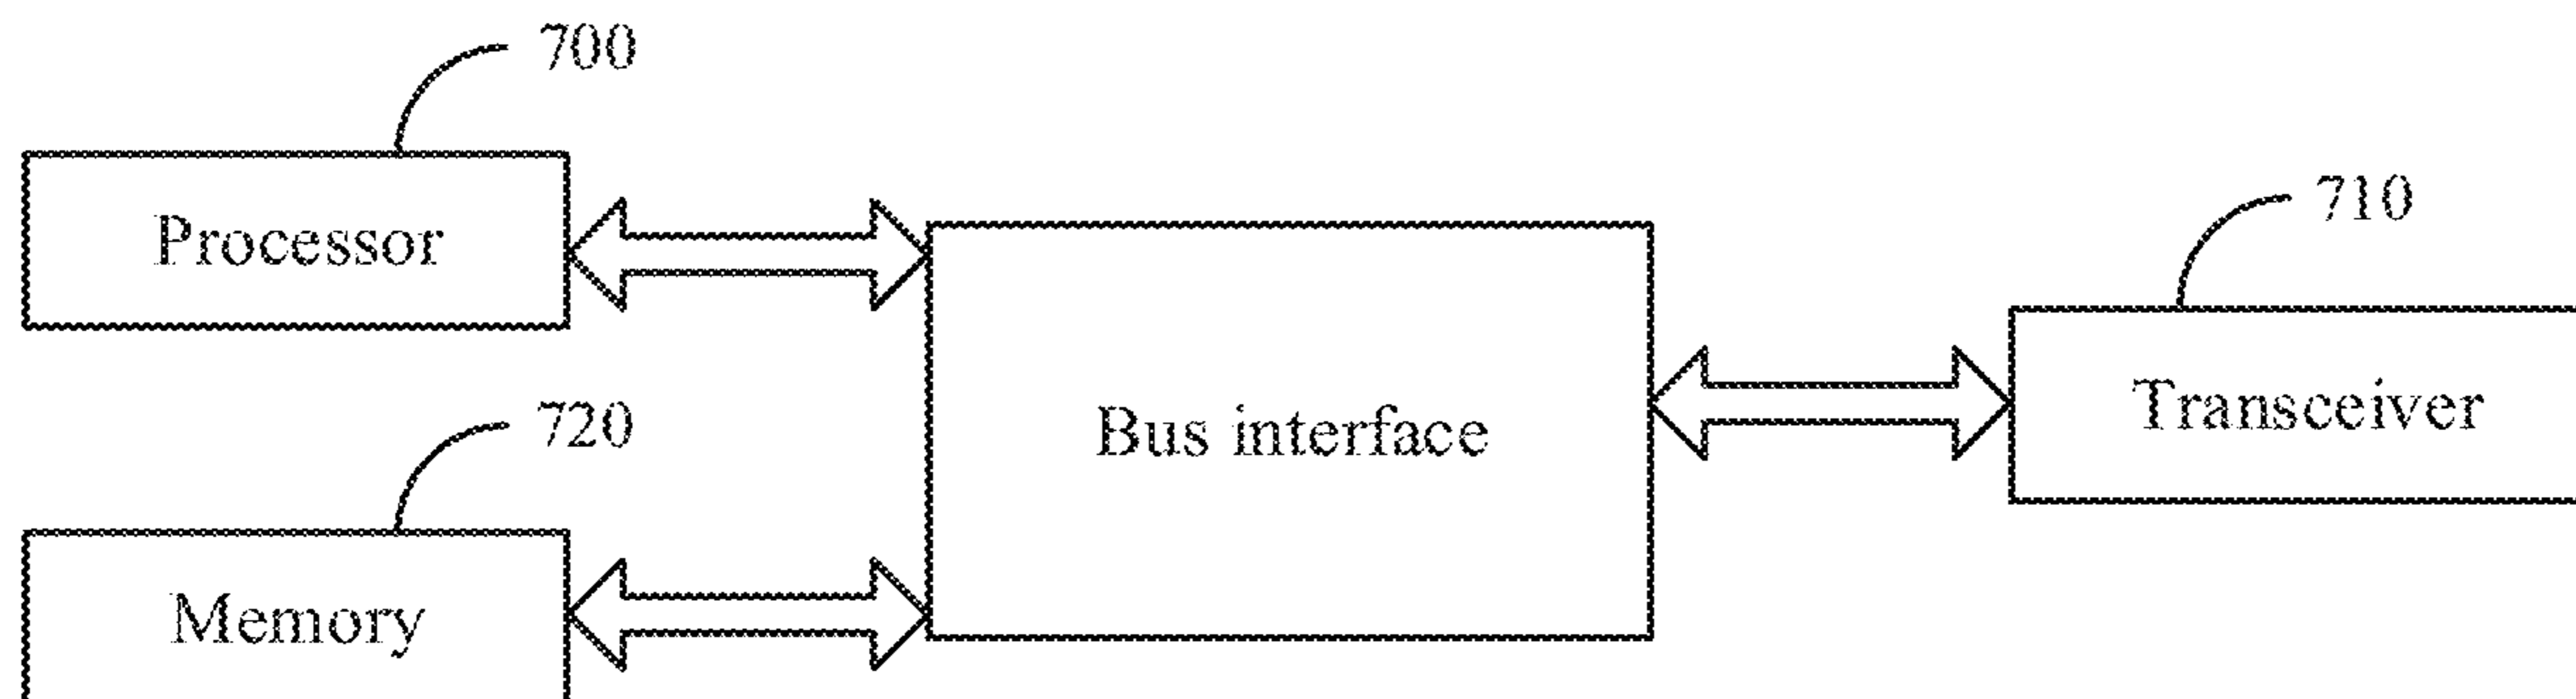 700
Processor
710
Transceiver
Bus interface
720
Memory